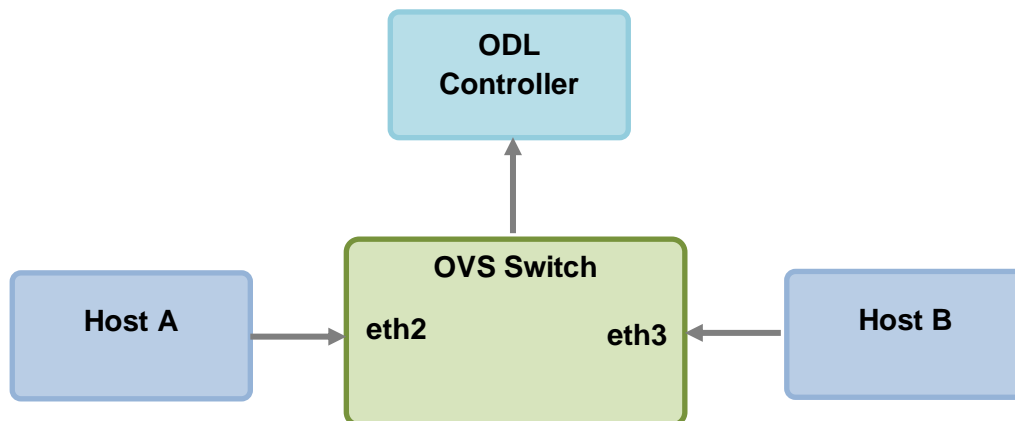 ODL
Controller
OVS Switch
Host A
eth2
eth3
Host B